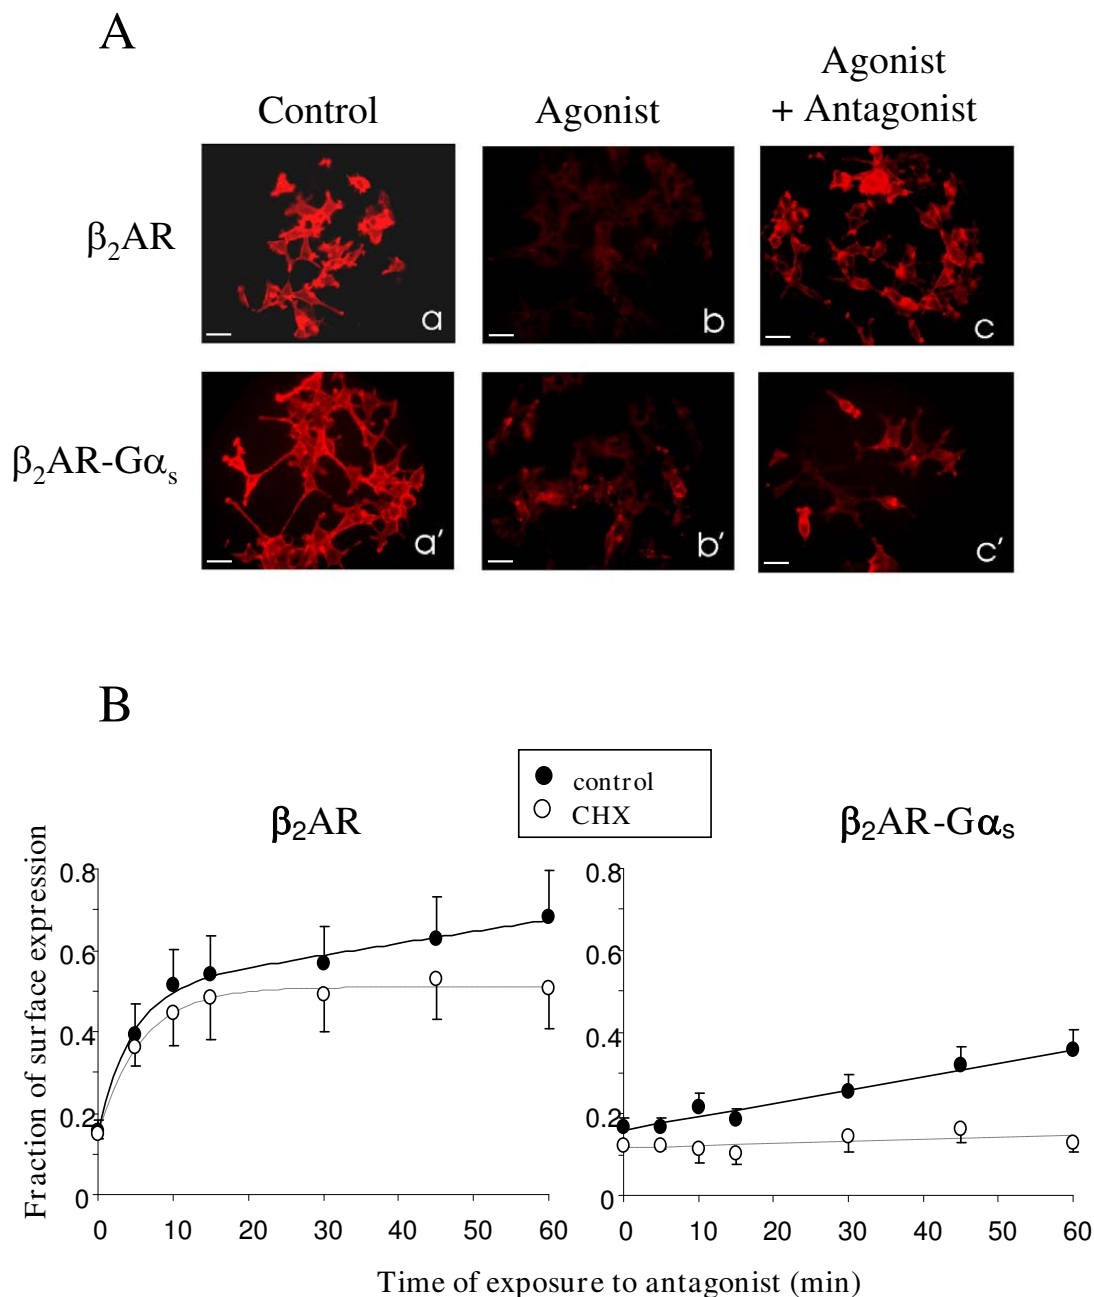 A
Control
Agonist
Agonist
+ Antagonist
β₂AR
a
b
c
β₂AR-Gαₛ
a′
b′
c′
B
control
CHX
β₂AR
β₂AR-Gαₛ
Fraction of surface expression
0.8
0.6
0.4
0.2
0
0 10 20 30 40 50 60
0.8
0.6
0.4
0.2
0
0 10 20 30 40 50 60
Time of exposure to antagonist (min)